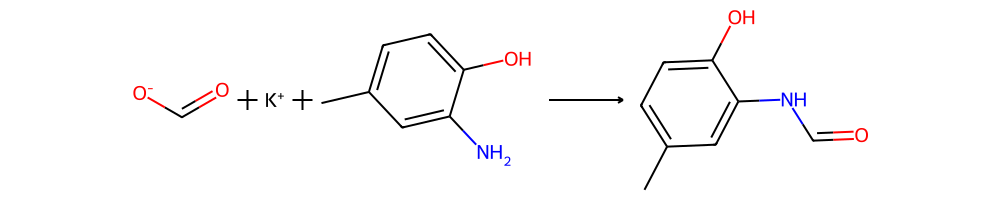 O⁻ O + K⁺ + OH NH₂ OH NH O